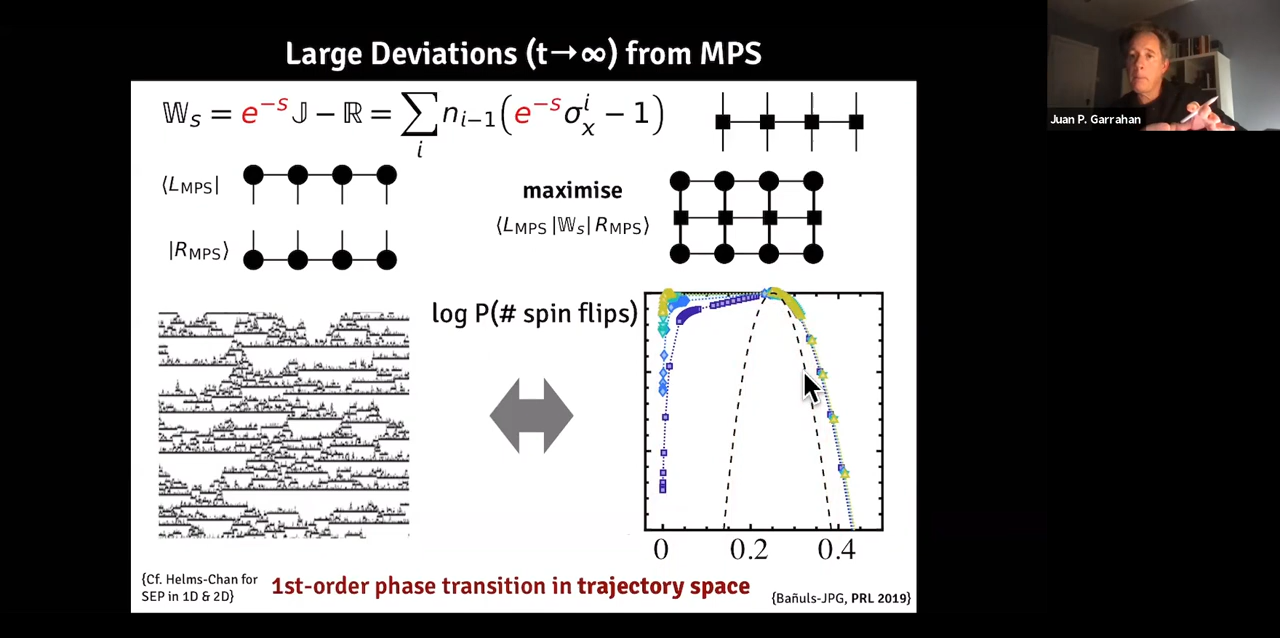 Large Deviations (t→∞) from MPS
𝕎ₛ = e⁻ˢ 𝕁 − ℝ = ∑ᵢ nᵢ₋₁(e⁻ˢ σₓⁱ − 1)
⟨L_MPS|
|R_MPS⟩
maximise
⟨L_MPS |𝕎ₛ| R_MPS⟩
log P(# spin flips)
0 0.2 0.4
{Cf. Helms-Chan for
SEP in 1D & 2D}
1st-order phase transition in trajectory space
{Bañuls-JPG, PRL 2019}
Juan P. Garrahan